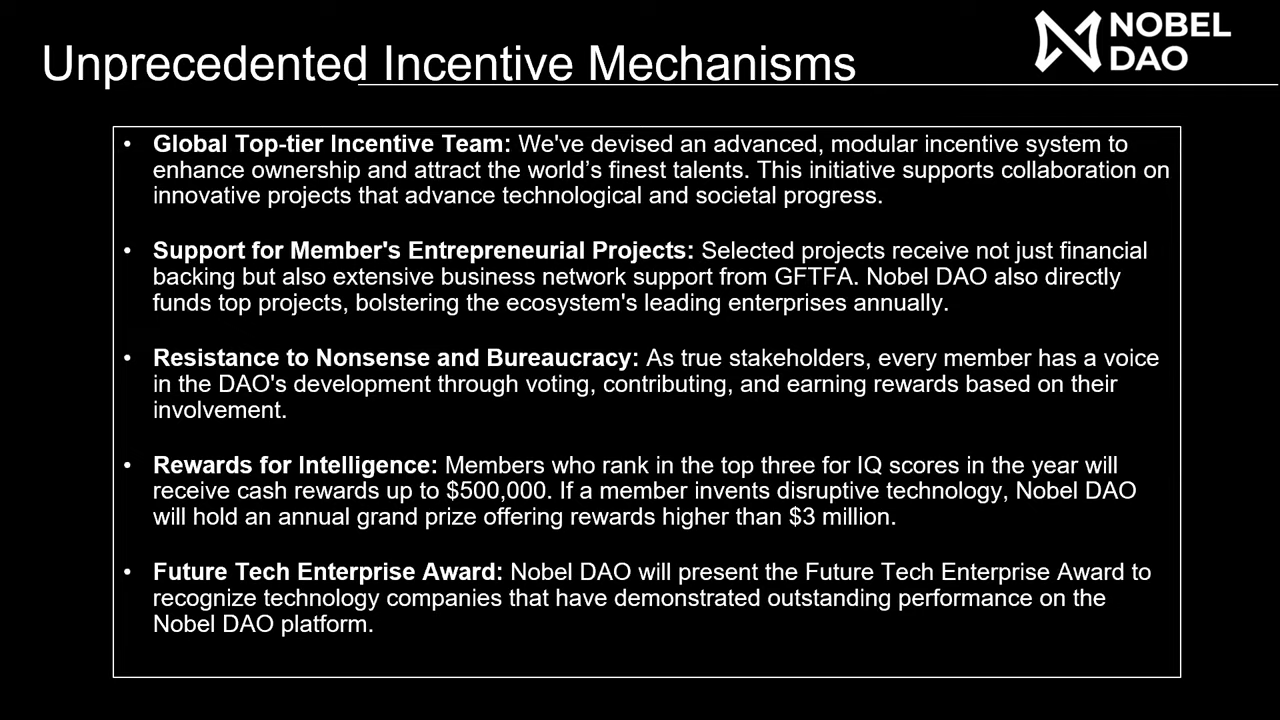 Unprecedented Incentive Mechanisms
NOBEL
DAO
• Global Top-tier Incentive Team: We've devised an advanced, modular incentive system to
enhance ownership and attract the world’s finest talents. This initiative supports collaboration on
innovative projects that advance technological and societal progress.
• Support for Member's Entrepreneurial Projects: Selected projects receive not just financial
backing but also extensive business network support from GFTFA. Nobel DAO also directly
funds top projects, bolstering the ecosystem's leading enterprises annually.
• Resistance to Nonsense and Bureaucracy: As true stakeholders, every member has a voice
in the DAO's development through voting, contributing, and earning rewards based on their
involvement.
• Rewards for Intelligence: Members who rank in the top three for IQ scores in the year will
receive cash rewards up to $500,000. If a member invents disruptive technology, Nobel DAO
will hold an annual grand prize offering rewards higher than $3 million.
• Future Tech Enterprise Award: Nobel DAO will present the Future Tech Enterprise Award to
recognize technology companies that have demonstrated outstanding performance on the
Nobel DAO platform.